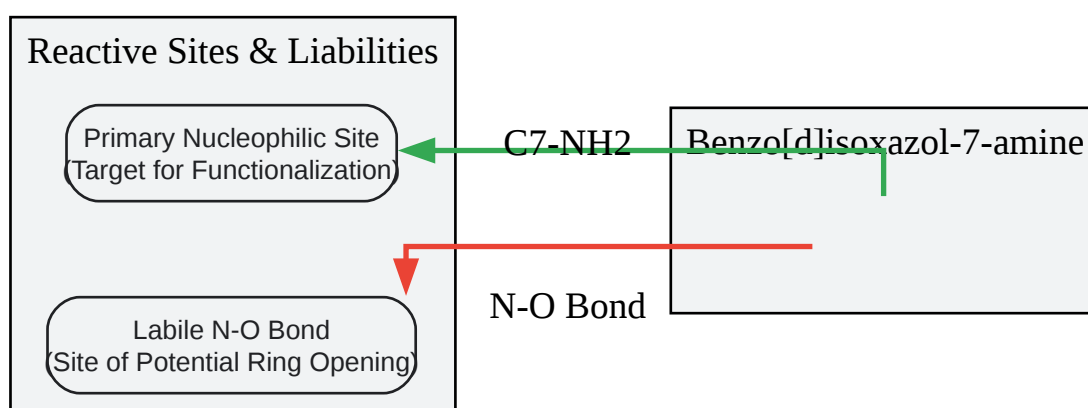 Reactive Sites & Liabilities
Primary Nucleophilic Site
(Target for Functionalization)
C7-NH2
Benzo[d]isoxazol-7-amine
N-O Bond
Labile N-O Bond
(Site of Potential Ring Opening)